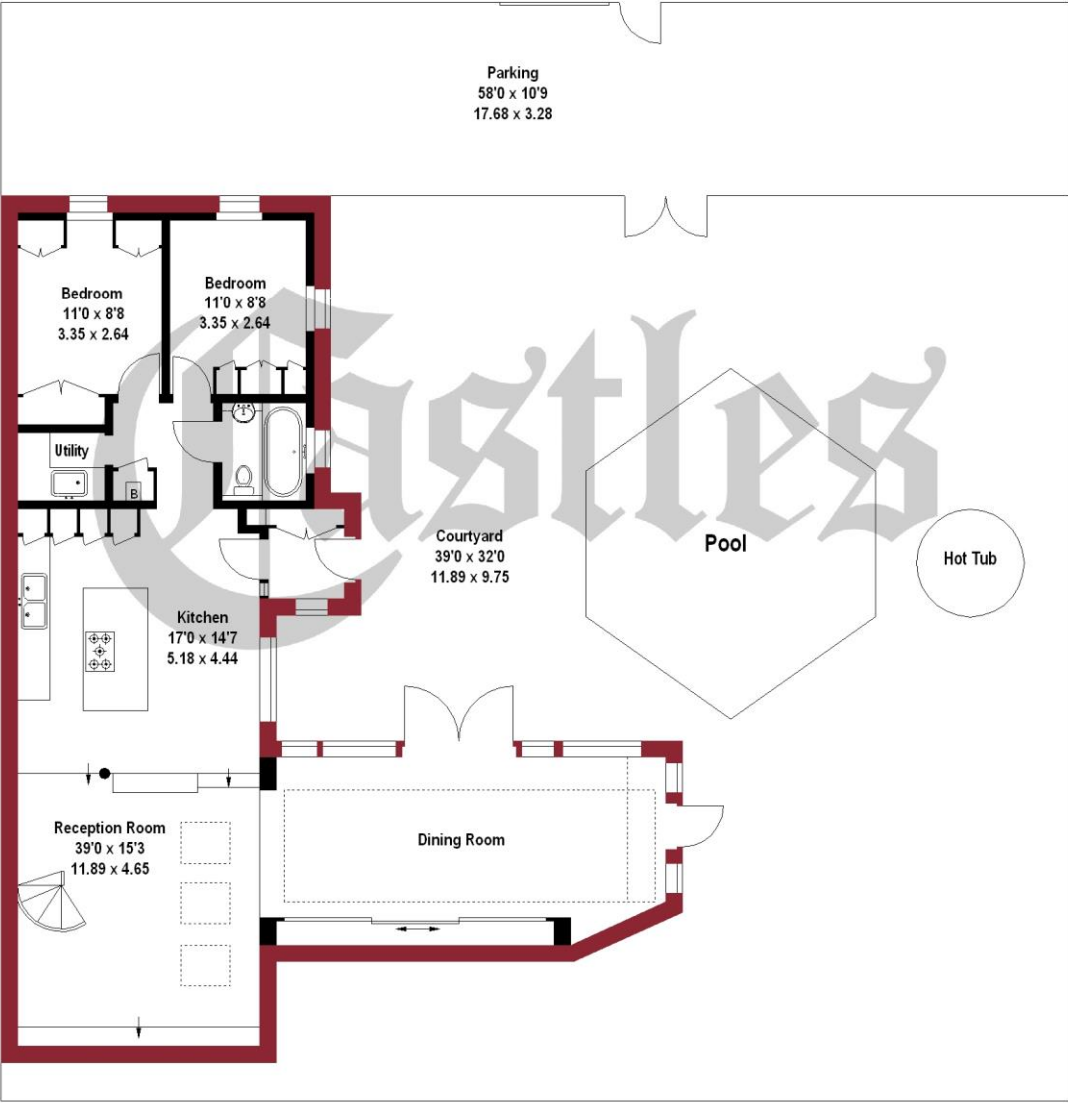 Parking
58'0 x 10'9
17.68 x 3.28
Bedroom
11'0 x 8'8
3.35 x 2.64
Bedroom
11'0 x 8'8
3.35 x 2.64
Castles
Utility
B
Courtyard
39'0 x 32'0
11.89 x 9.75
Pool
Hot Tub
Kitchen
17'0 x 14'7
5.18 x 4.44
Reception Room
39'0 x 15'3
11.89 x 4.65
Dining Room